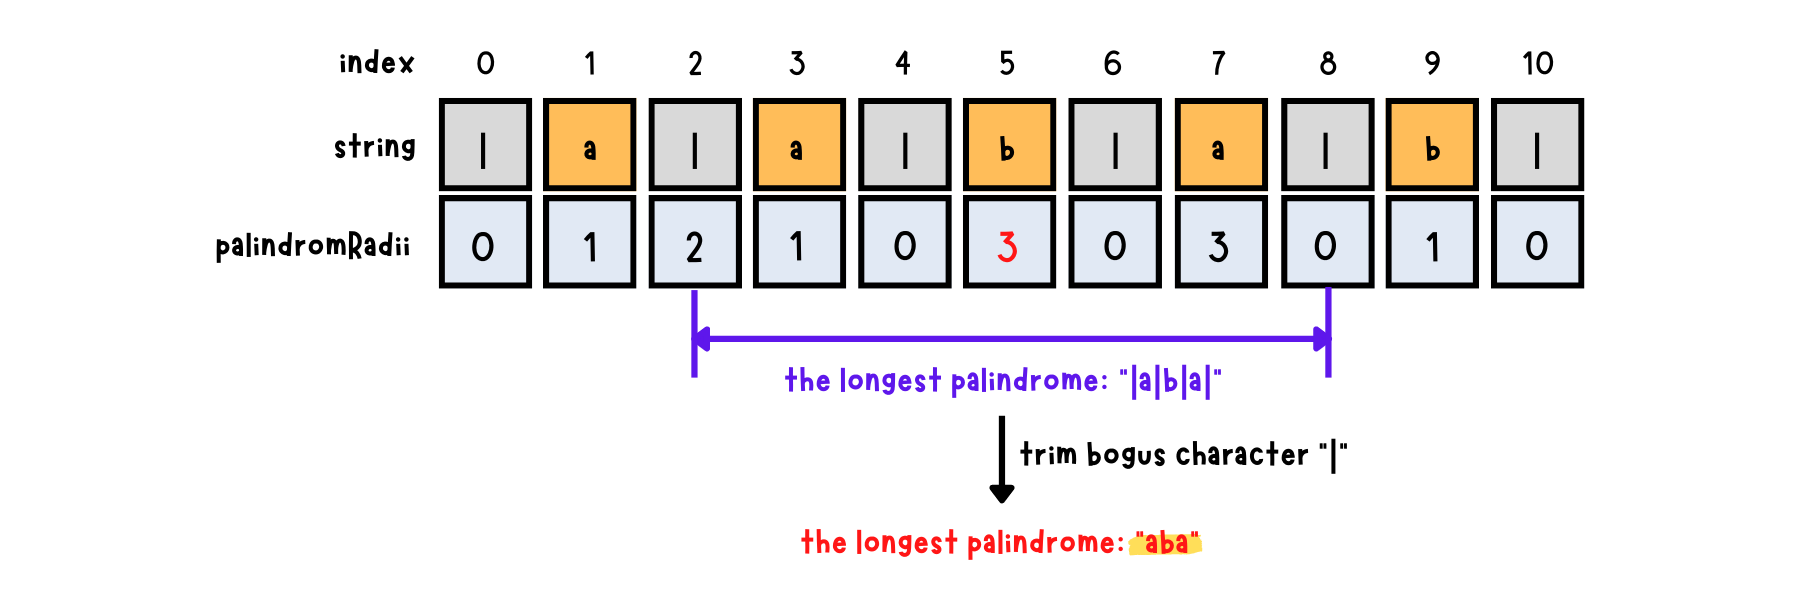 index 0 1 2 3 4 5 6 7 8 9 10
string | a | a | b | a | b |
palindromRadii 0 1 2 1 0 3 0 3 0 1 0
the longest palindrome: "|a|b|a|"
trim bogus character "|"
the longest palindrome: "aba"